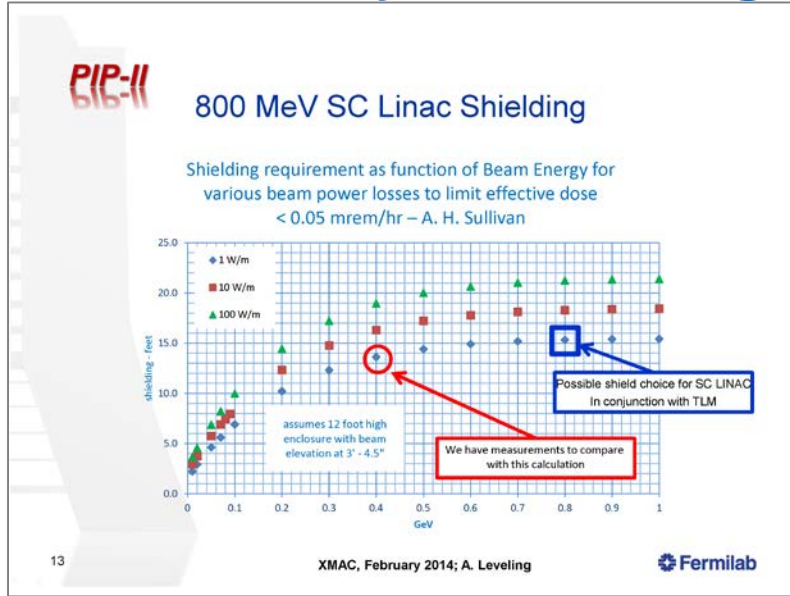 PIP-II
800 MeV SC Linac Shielding
Shielding requirement as function of Beam Energy for
various beam power losses to limit effective dose
< 0.05 mrem/hr – A. H. Sullivan
25.0
20.0
15.0
10.0
5.0
0.0
shielding - feet
1 W/m
10 W/m
100 W/m
Possible shield choice for SC LINAC
In conjunction with TLM
assumes 12 foot high
enclosure with beam
elevation at 3' - 4.5"
We have measurements to compare
with this calculation
0 0.1 0.2 0.3 0.4 0.5 0.6 0.7 0.8 0.9 1
GeV
13
XMAC, February 2014; A. Leveling
Fermilab